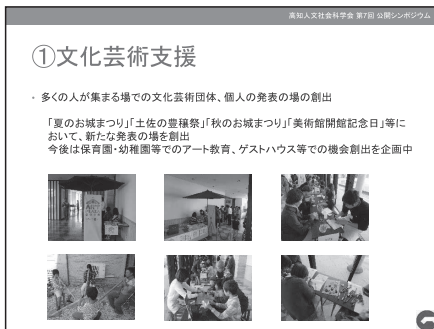 高知人文社会科学会 第7回 公開シンポジウム
①文化芸術支援
・多くの人が集まる場での文化芸術団体、個人の発表の場の創出
「夏のお城まつり」「土佐の豊穣祭」「秋のお城まつり」「美術館開館記念日」等に
おいて、新たな発表の場を創出
今後は保育園・幼稚園等でのアート教育、ゲストハウス等での機会創出を企画中